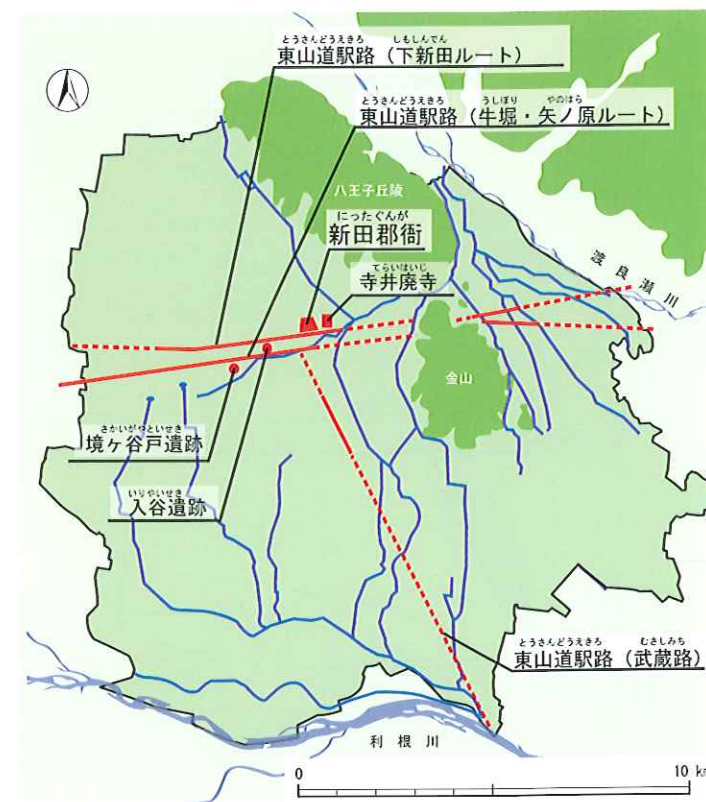 とうさんどうえきろ しもしんでん
東山道駅路（下新田ルート）
とうさんどうえきろ うしぼり やのはら
東山道駅路（牛堀・矢ノ原ルート）
八王子丘陵
にったぐんが
新田郡衙
てらいはいじ
寺井廃寺
渡良瀬川
金山
さかいがやといせき
境ヶ谷戸遺跡
いりやいせき
入谷遺跡
とうさんどうえきろ むさしみち
東山道駅路（武蔵路）
利根川
0 10 km